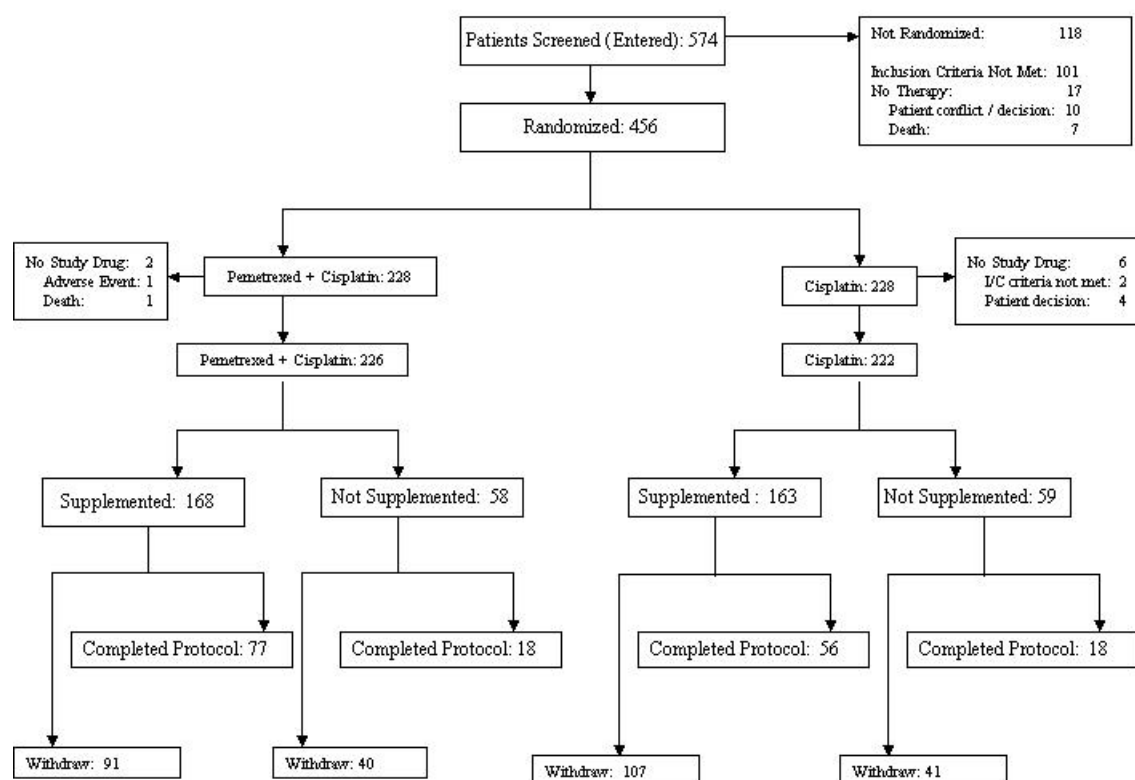 Patients Screened (Entered): 574
Not Randomized: 118
Inclusion Criteria Not Met: 101
No Therapy: 17
Patient conflict / decision: 10
Death: 7
Randomized: 456
No Study Drug: 2
Adverse Event: 1
Death: 1
Pemetrexed + Cisplatin: 228
Cisplatin: 228
No Study Drug: 6
I/C criteria not met: 2
Patient decision: 4
Pemetrexed + Cisplatin: 226
Cisplatin: 222
Supplemented: 168
Not Supplemented: 58
Supplemented : 163
Not Supplemented: 59
Completed Protocol: 77
Completed Protocol: 18
Completed Protocol: 56
Completed Protocol: 18
Withdraw: 91
Withdraw: 40
Withdraw: 107
Withdraw: 41